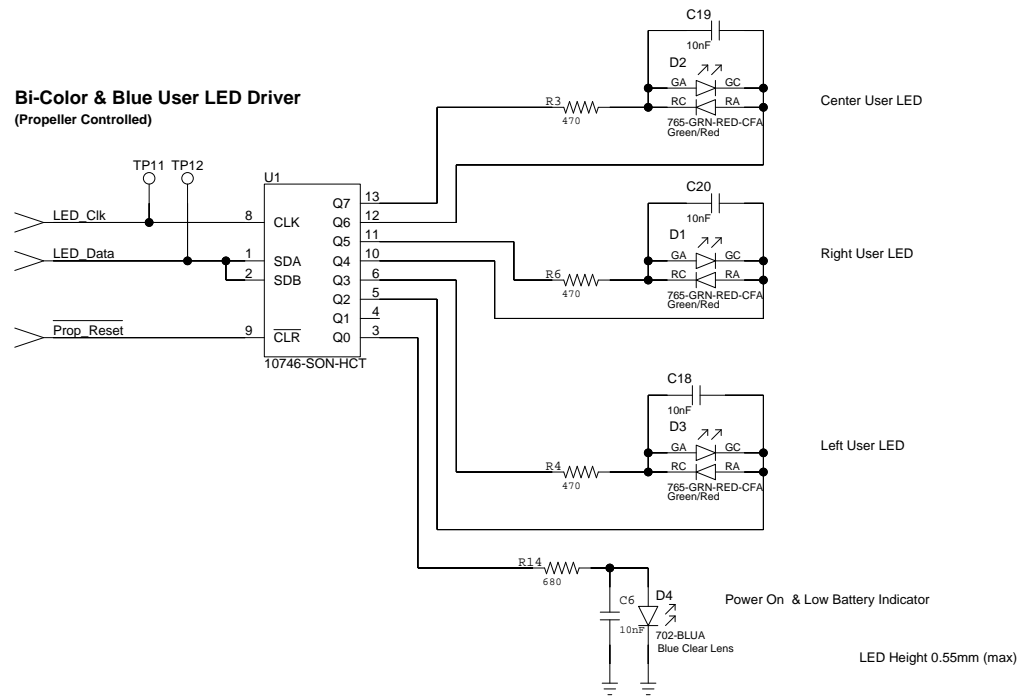 Bi-Color & Blue User LED Driver
(Propeller Controlled)
TP11 TP12
LED_Clk
LED_Data
Prop_Reset
U1
8 CLK
1 SDA
2 SDB
9 CLR
Q7 13
Q6 12
Q5 11
Q4 10
Q3 6
Q2 5
Q1 4
Q0 3
10746-SON-HCT
C19
10nF
D2
GA GC
RC RA
765-GRN-RED-CFA
Green/Red
R3
470
Center User LED
C20
10nF
D1
GA GC
RC RA
765-GRN-RED-CFA
Green/Red
R6
470
Right User LED
C18
10nF
D3
GA GC
RC RA
765-GRN-RED-CFA
Green/Red
R4
470
Left User LED
R14
680
C6
10nF
D4
702-BLUA
Blue Clear Lens
Power On & Low Battery Indicator
LED Height 0.55mm (max)